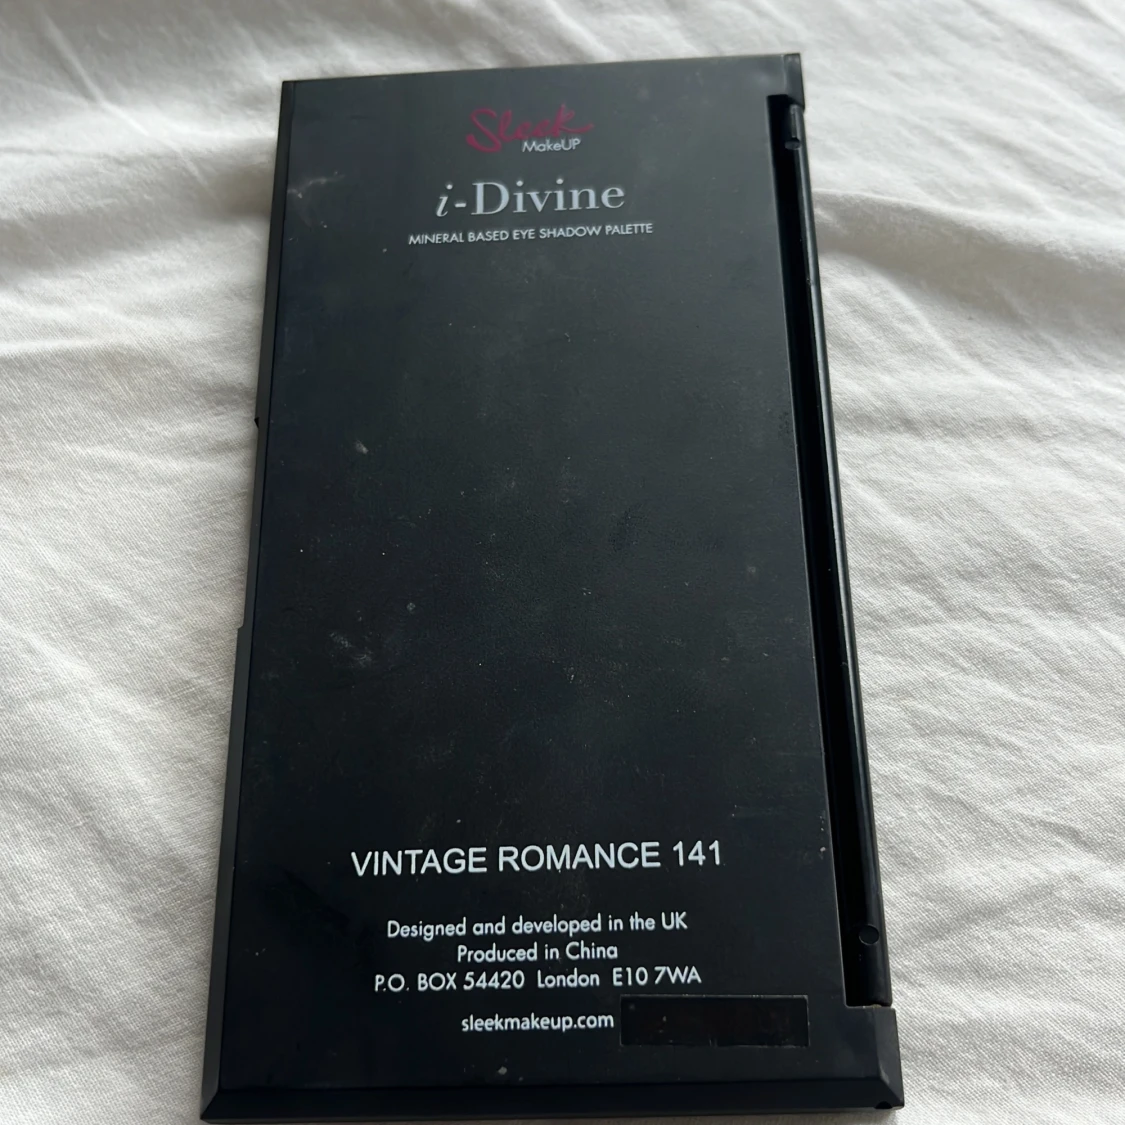 Sleek
MakeUP
i-Divine
MINERAL BASED EYE SHADOW PALETTE
VINTAGE ROMANCE 141
Designed and developed in the UK
Produced in China
P.O. BOX 54420 London E10 7WA
sleekmakeup.com